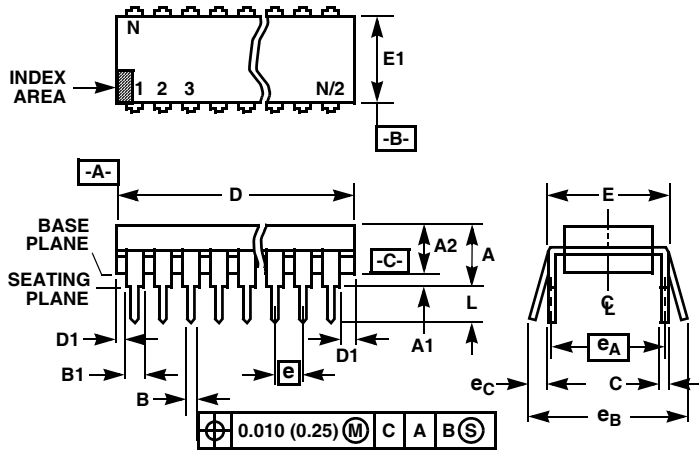 N
INDEX
AREA
1 2 3 N/2
E1
-B-
-A-
D
E
BASE
PLANE
A2
A
-C-
SEATING
PLANE
L
℄
D1
A1
D1
eA
B1
e
eC
C
B
eB
⌖ 0.010 (0.25) Ⓜ C A B Ⓢ